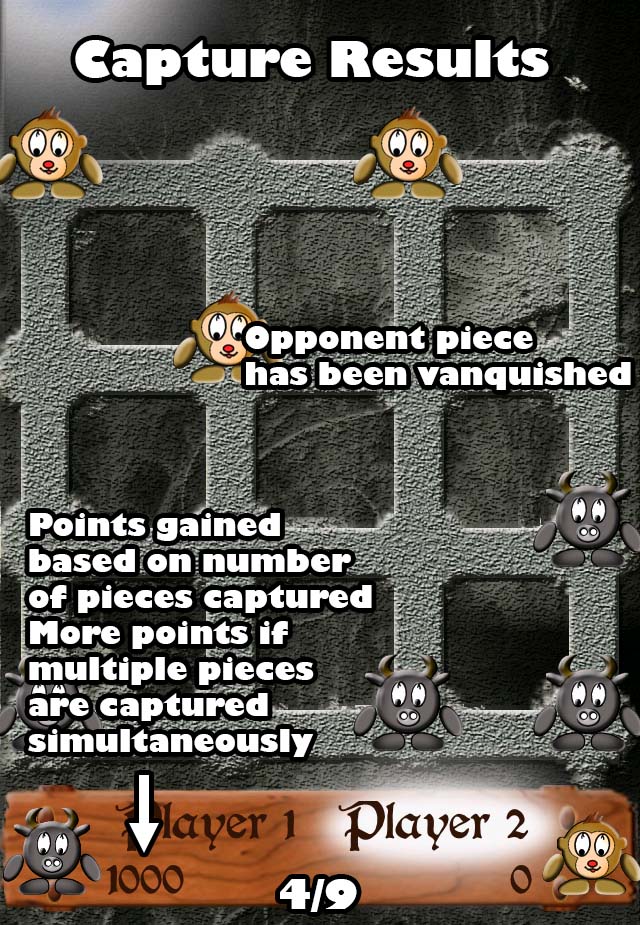 Capture Results
Opponent piece
has been vanquished
Points gained
based on number
of pieces captured
More points if
multiple pieces
are captured
simultaneously
Player 1
Player 2
1000
4/9
0